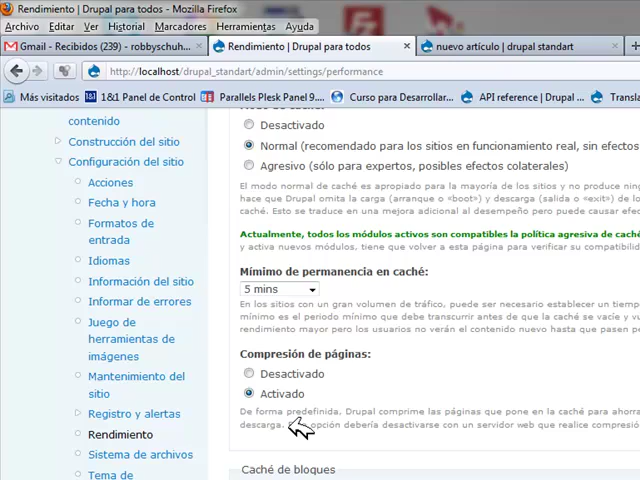 Rendimiento | Drupal para todos - Mozilla Firefox
Archivo Editar Ver Historial Marcadores Herramientas Ayuda
Gmail - Recibidos (239) - robbyschuh... × Rendimiento | Drupal para todos × nuevo artículo | drupal standart × +
http://localhost/drupal_standart/admin/settings/performance
Más visitados 1&1 Panel de Control Parallels Plesk Panel 9.... Curso para Desarrollar... API reference | Drupal ... Transla
contenido
Construcción del sitio
Configuración del sitio
Acciones
Fecha y hora
Formatos de
entrada
Idiomas
Información del sitio
Informar de errores
Juego de
herramientas de
imágenes
Mantenimiento del
sitio
Registro y alertas
Rendimiento
Sistema de archivos
Tema de
Desactivado
Normal (recomendado para los sitios en funcionamiento real, sin efectos
Agresivo (sólo para expertos, posibles efectos colaterales)
El modo normal de caché es apropiado para la mayoría de los sitios y no produce ning
hace que Drupal omita la carga (arranque o «boot») y descarga (salida o «exit») de lo
caché. Esto se traduce en una mejora adicional al desempeño pero puede causar efec
Actualmente, todos los módulos activos son compatibles la política agresiva de caché
y activa nuevos módulos, tiene que volver a esta página para verificar su compatibilid
Mínimo de permanencia en caché:
5 mins
En los sitios con un gran volumen de tráfico, puede ser necesario establecer un tiemp
mínimo es el periodo mínimo que debe transcurrir antes de que la caché se vacíe y vu
rendimiento mayor pero los usuarios no verán el contenido nuevo hasta que pasen p
Compresión de páginas:
Desactivado
Activado
De forma predefinida, Drupal comprime las páginas que pone en la caché para ahorra
descarga. opción debería desactivarse con un servidor web que realice compresió
Caché de bloques